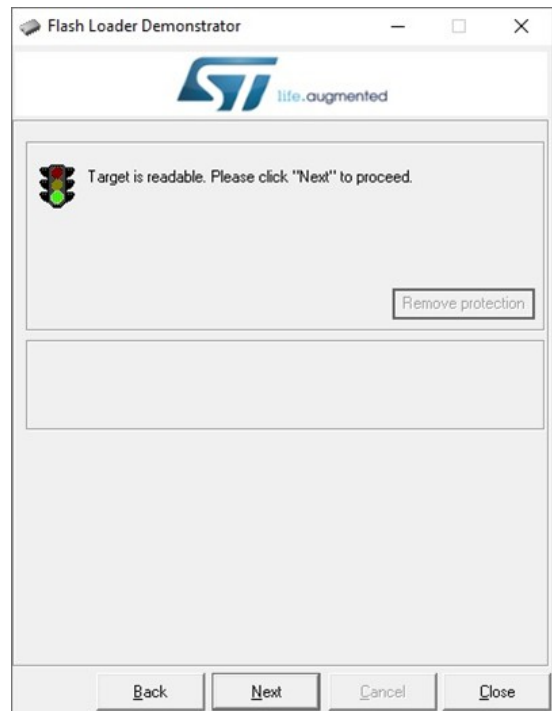 Flash Loader Demonstrator
ST life.augmented
Target is readable. Please click "Next" to proceed.
Remove protection
Back Next Cancel Close